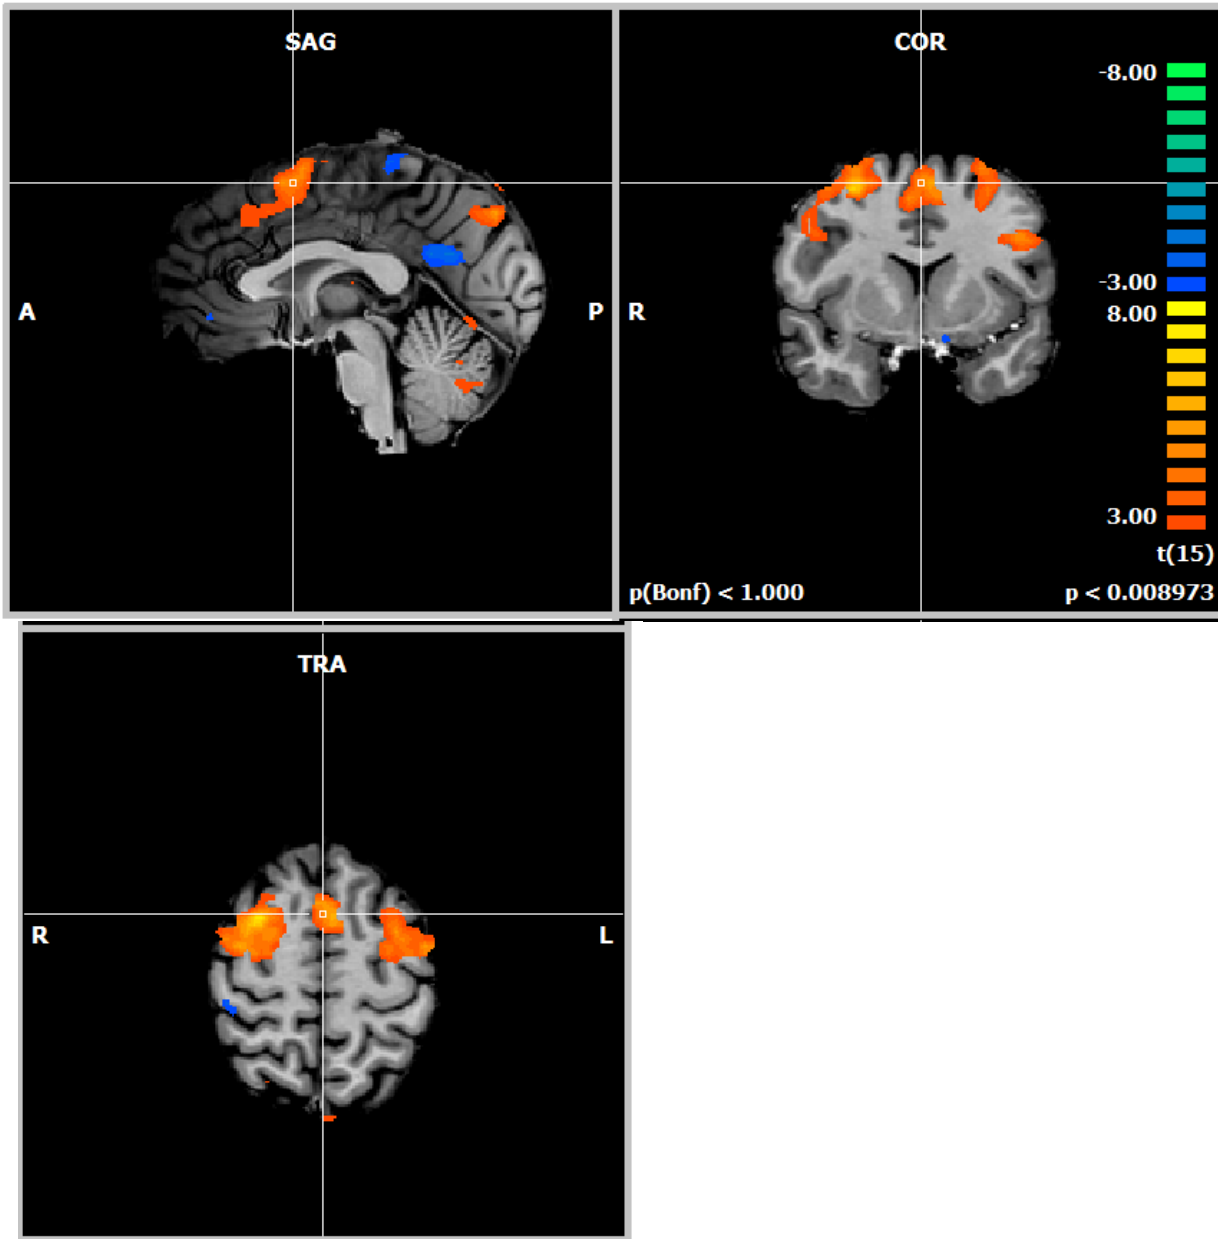 SAG
A
P
COR
R
-8.00
-3.00
8.00
3.00
t(15)
p(Bonf) < 1.000
p < 0.008973
TRA
R
L